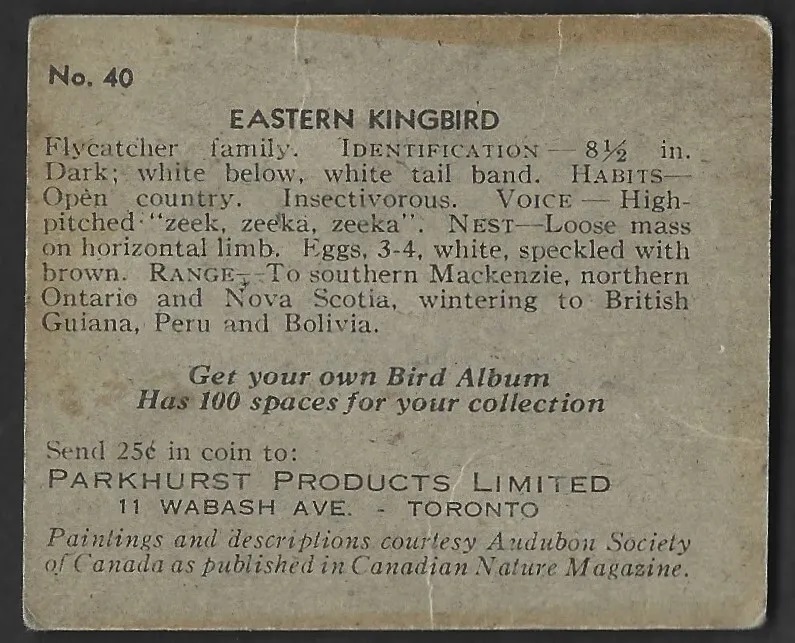 No. 40
EASTERN KINGBIRD
Flycatcher family. IDENTIFICATION — 8½ in.
Dark; white below, white tail band. HABITS—
Open country. Insectivorous. VOICE — High-
pitched "zeek, zeeka, zeeka". NEST—Loose mass
on horizontal limb. Eggs, 3-4, white, speckled with
brown. RANGE—To southern Mackenzie, northern
Ontario and Nova Scotia, wintering to British
Guiana, Peru and Bolivia.
Get your own Bird Album
Has 100 spaces for your collection
Send 25¢ in coin to:
PARKHURST PRODUCTS LIMITED
11 WABASH AVE. - TORONTO
Paintings and descriptions courtesy Audubon Society
of Canada as published in Canadian Nature Magazine.